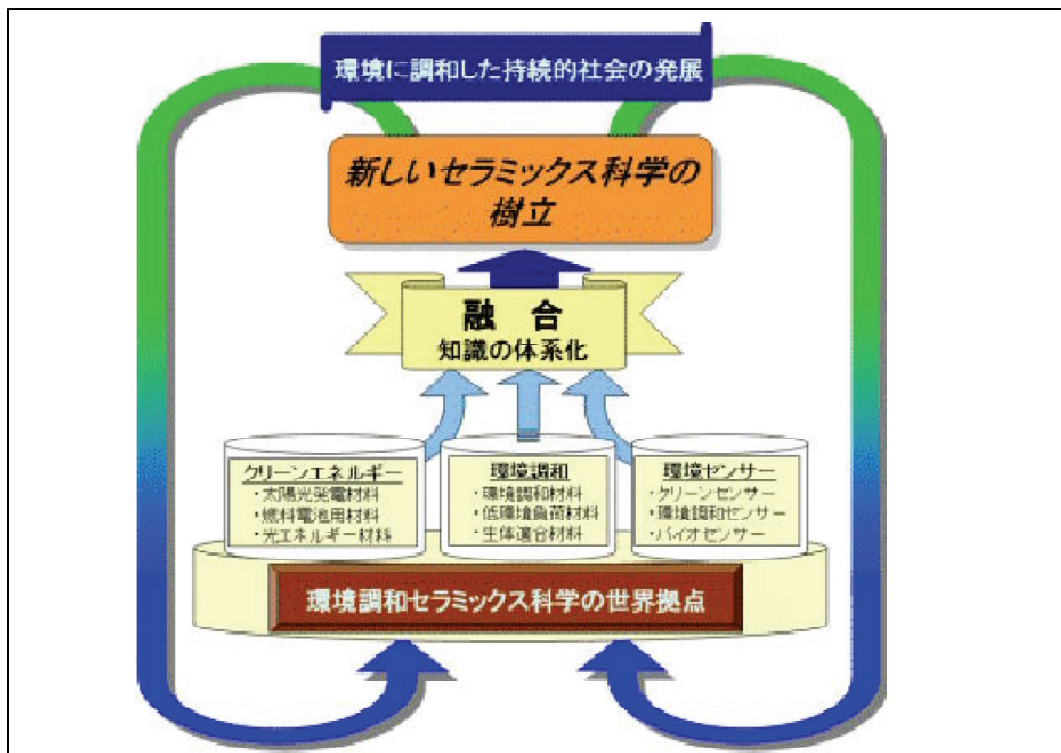 環境に調和した持続的社会の発展
新しいセラミックス科学の
樹立
融 合
知識の体系化
クリーンエネルギー
・太陽光発電材料
・燃料電池用材料
・光エネルギー材料
環境調和
・環境調和材料
・低環境負荷材料
・生体適合材料
環境センサー
・クリーンセンサー
・環境調和センサー
・バイオセンサー
環境調和セラミックス科学の世界拠点